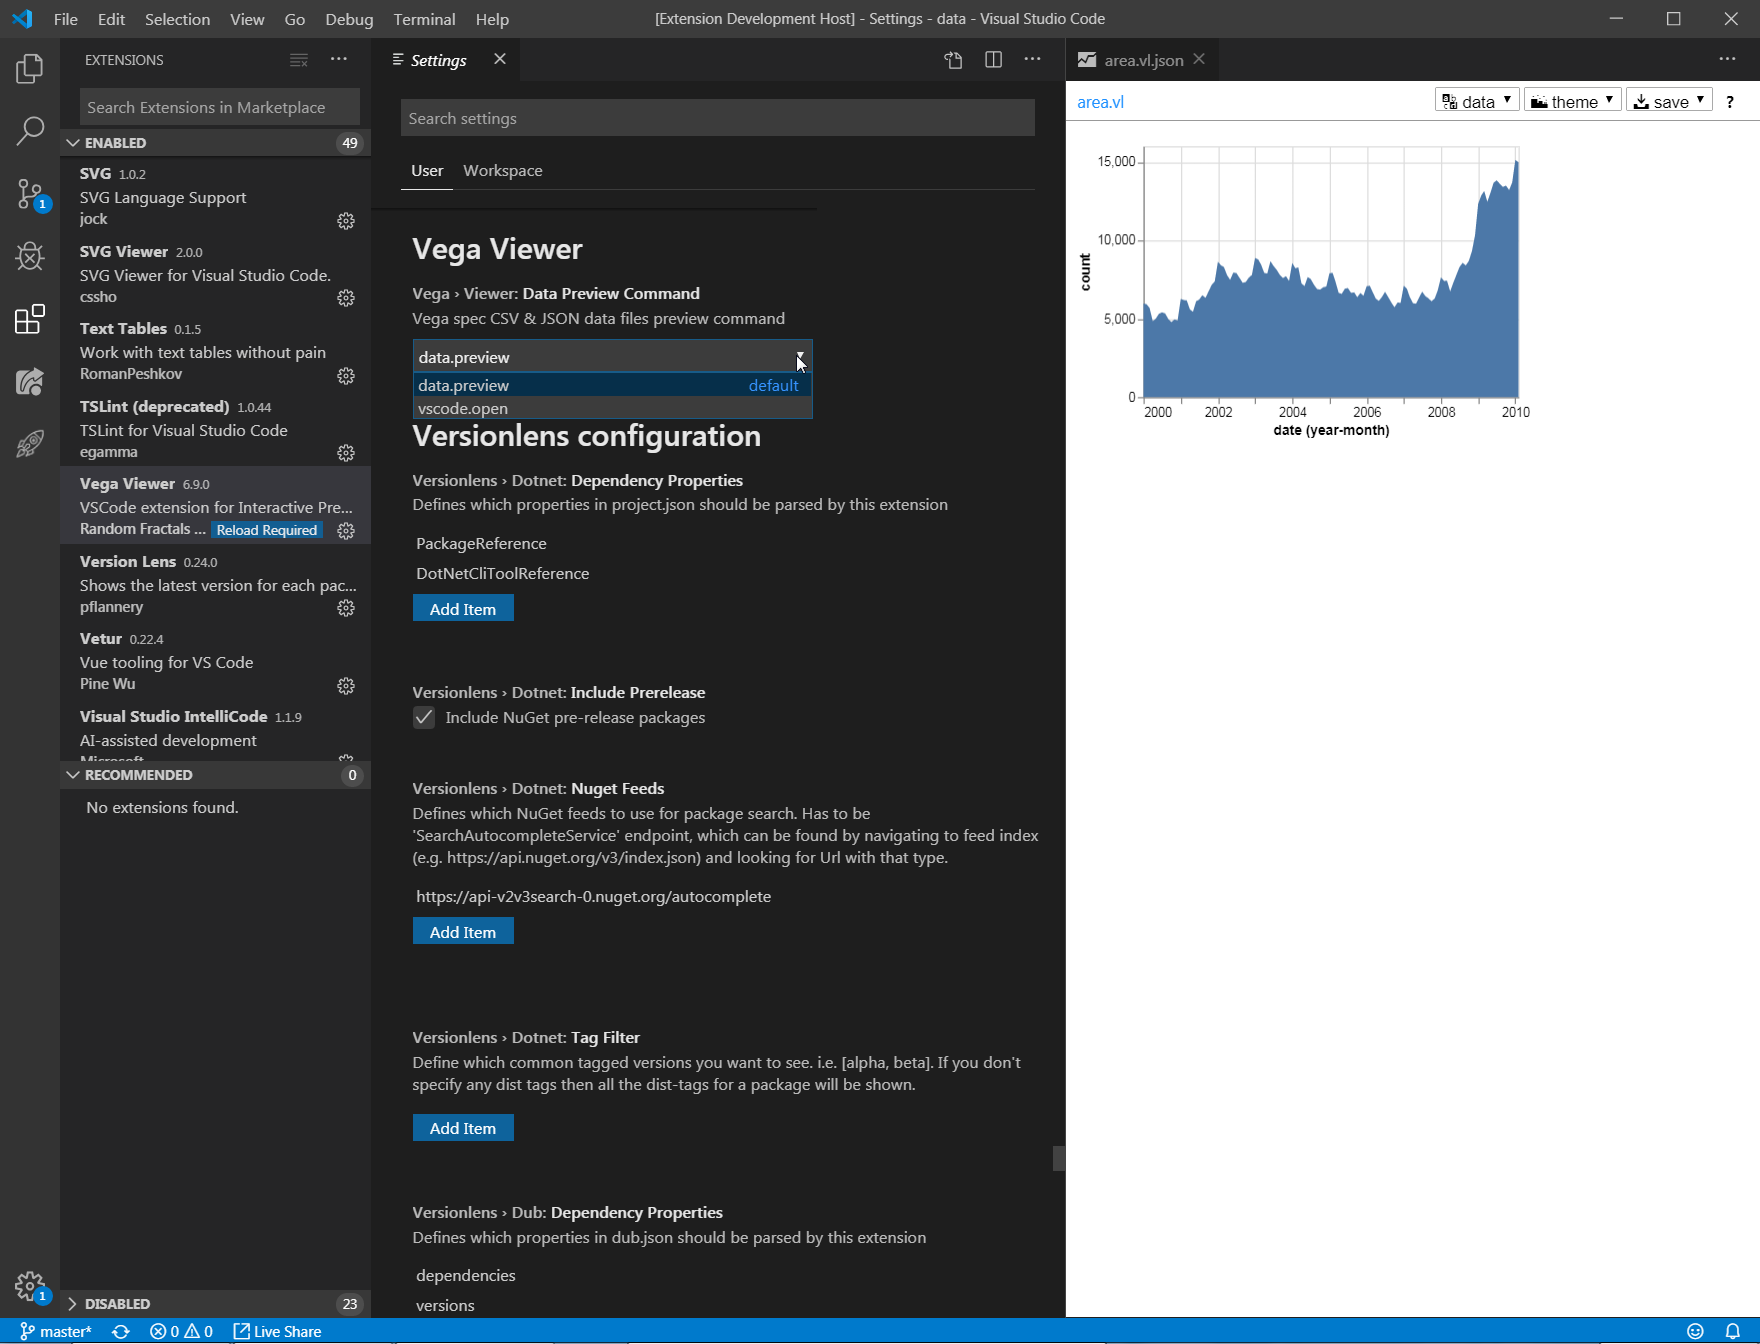 File Edit Selection View Go Debug Terminal Help
[Extension Development Host] - Settings - data - Visual Studio Code
EXTENSIONS
Search Extensions in Marketplace
ENABLED 49
SVG 1.0.2
SVG Language Support
jock
SVG Viewer 2.0.0
SVG Viewer for Visual Studio Code.
cssho
Text Tables 0.1.5
Work with text tables without pain
RomanPeshkov
TSLint (deprecated) 1.0.44
TSLint for Visual Studio Code
egamma
Vega Viewer 6.9.0
VSCode extension for Interactive Pre...
Random Fractals ... Reload Required
Version Lens 0.24.0
Shows the latest version for each pac...
pflannery
Vetur 0.22.4
Vue tooling for VS Code
Pine Wu
Visual Studio IntelliCode 1.1.9
AI-assisted development
Microsoft
RECOMMENDED 0
No extensions found.
DISABLED 23
1
1
Settings
Search settings
User Workspace
Vega Viewer
Vega › Viewer: Data Preview Command
Vega spec CSV & JSON data files preview command
data.preview
data.preview default
vscode.open
Versionlens configuration
Versionlens › Dotnet: Dependency Properties
Defines which properties in project.json should be parsed by this extension
PackageReference
DotNetCliToolReference
Add Item
Versionlens › Dotnet: Include Prerelease
Include NuGet pre-release packages
Versionlens › Dotnet: Nuget Feeds
Defines which NuGet feeds to use for package search. Has to be
'SearchAutocompleteService' endpoint, which can be found by navigating to feed index
(e.g. https://api.nuget.org/v3/index.json) and looking for Url with that type.
https://api-v2v3search-0.nuget.org/autocomplete
Add Item
Versionlens › Dotnet: Tag Filter
Define which common tagged versions you want to see. i.e. [alpha, beta]. If you don't
specify any dist tags then all the dist-tags for a package will be shown.
Add Item
Versionlens › Dub: Dependency Properties
Defines which properties in dub.json should be parsed by this extension
dependencies
versions
area.vl.json
area.vl data theme save ?
15,000
10,000
5,000
0
count
2000 2002 2004 2006 2008 2010
date (year-month)
master* 0 0 Live Share